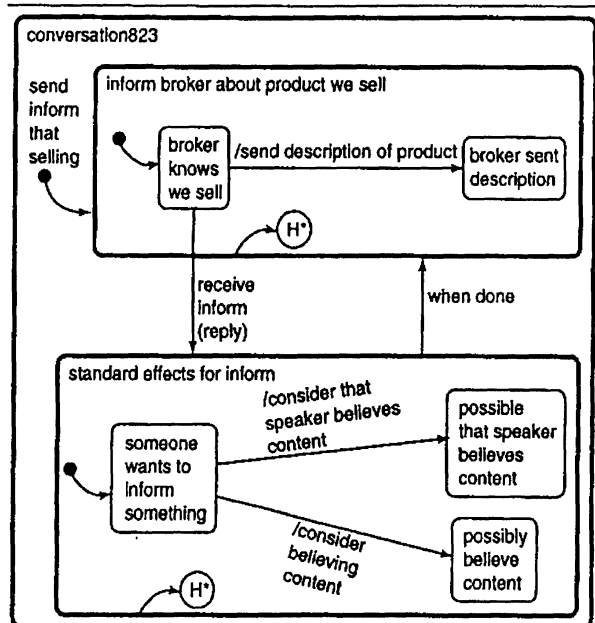 conversation823
send
inform
that
selling
inform broker about product we sell
broker
knows
we sell
/send description of product
broker sent
description
H*
receive
inform
(reply)
when done
standard effects for inform
someone
wants to
inform
something
/consider that
speaker believes
content
possible
that speaker
believes
content
/consider
believing
content
possibly
believe
content
H*